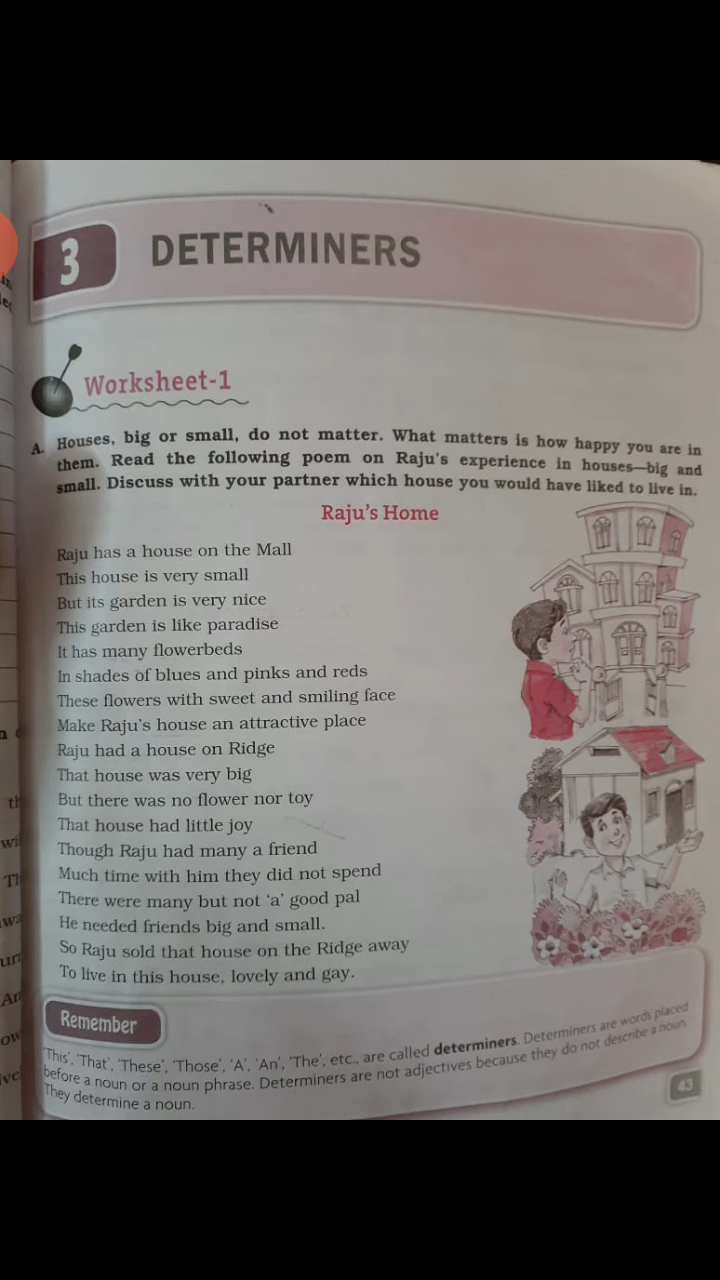 3 DETERMINERS
Worksheet-1
A. Houses, big or small, do not matter. What matters is how happy you are in
them. Read the following poem on Raju's experience in houses—big and
small. Discuss with your partner which house you would have liked to live in.
Raju's Home
Raju has a house on the Mall
This house is very small
But its garden is very nice
This garden is like paradise
It has many flowerbeds
In shades of blues and pinks and reds
These flowers with sweet and smiling face
Make Raju's house an attractive place
Raju had a house on Ridge
That house was very big
But there was no flower nor toy
That house had little joy
Though Raju had many a friend
Much time with him they did not spend
There were many but not 'a' good pal
He needed friends big and small.
So Raju sold that house on the Ridge away
To live in this house, lovely and gay.
Remember
'This', 'That', 'These', 'Those', 'A', 'An', 'The', etc., are called determiners. Determiners are words placed
before a noun or a noun phrase. Determiners are not adjectives because they do not describe a noun.
They determine a noun.
43